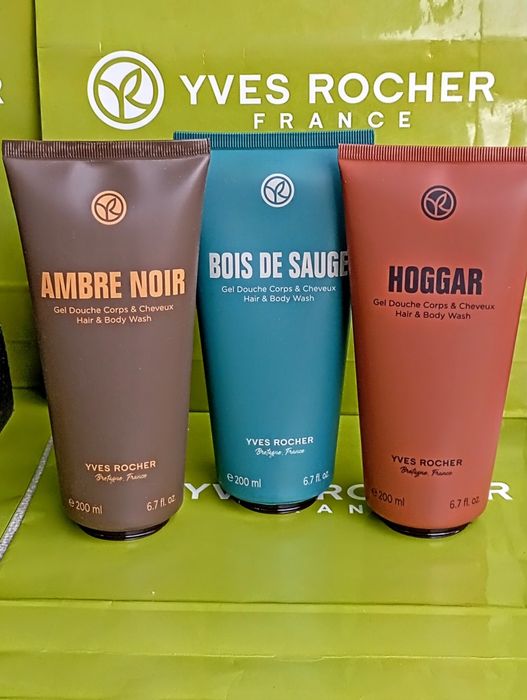 YVES ROCHER
FRANCE
AMBRE NOIR
Gel Douche Corps & Cheveux
Hair & Body Wash
YVES ROCHER
Bretagne, France
e 200 ml 6.7 fl. oz.
BOIS DE SAUGE
Gel Douche Corps & Cheveux
Hair & Body Wash
YVES ROCHER
Bretagne, France
e 200 ml 6.7 fl. oz.
HOGGAR
Gel Douche Corps & Cheveux
Hair & Body Wash
YVES ROCHER
Bretagne, France
e 200 ml 6.7 fl. oz.
YVES ROCHER
FRANCE